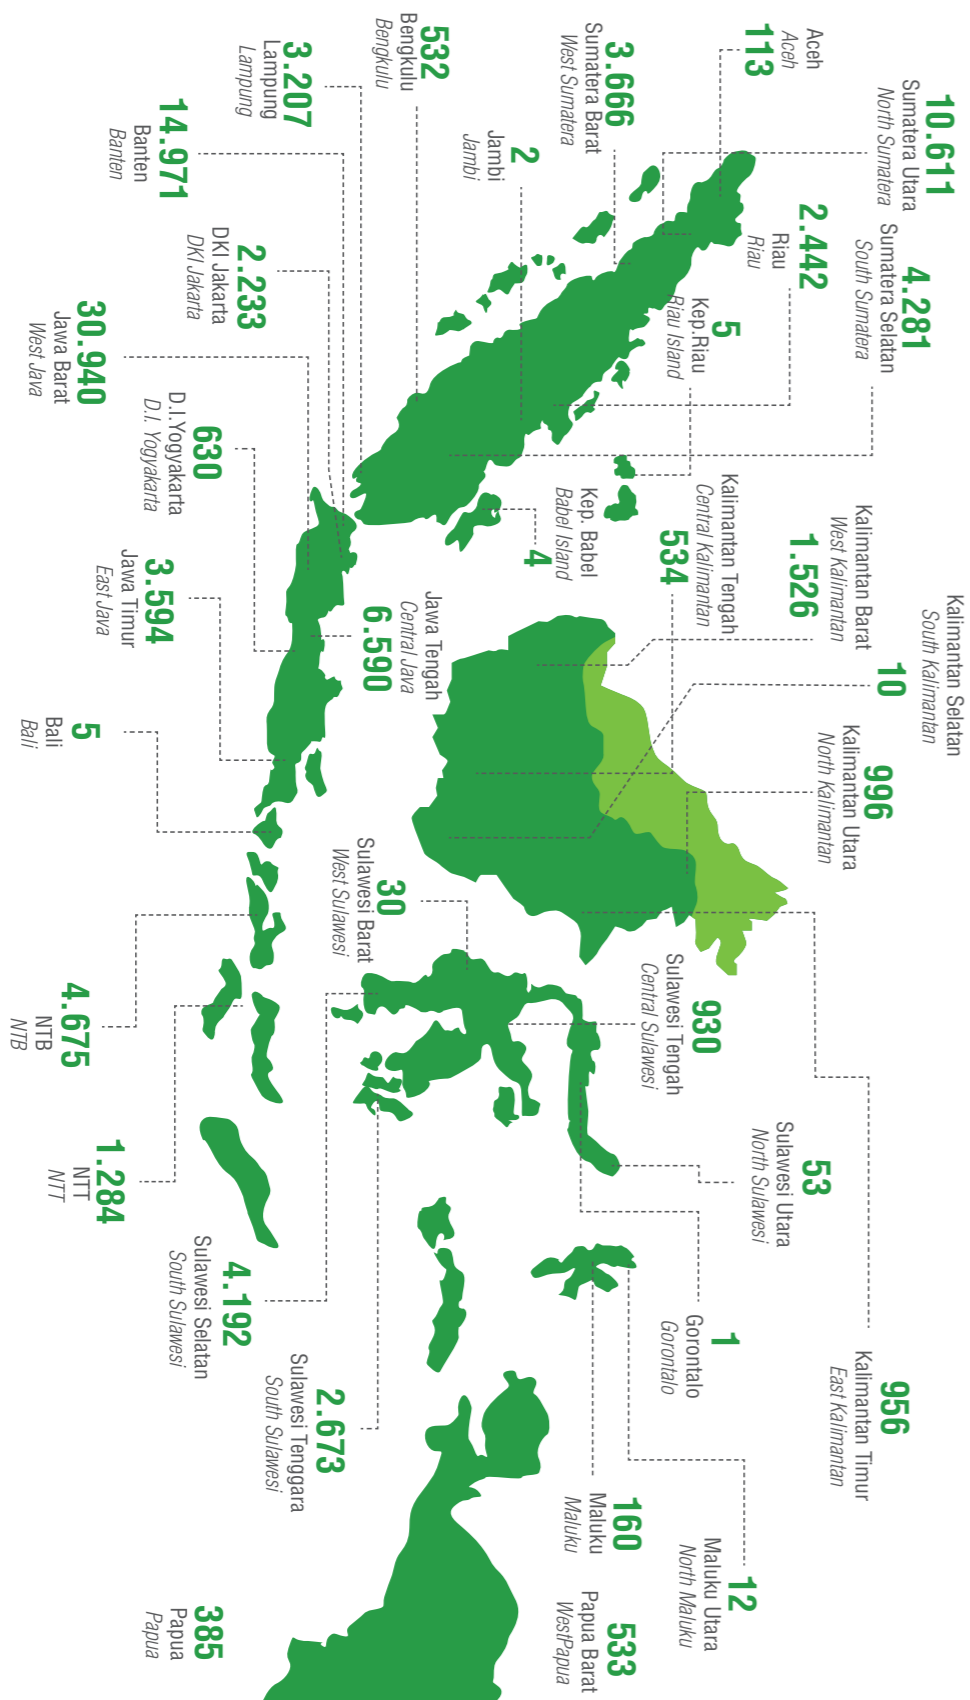 10.611
Sumatera Utara
North Sumatera
4.281
Sumatera Selatan
South Sumatera
Aceh
Aceh
113
2.442
Riau
Riau
3.666
Sumatera Barat
West Sumatera
5
Kep.Riau
Riau Island
2
Jambi
Jambi
532
Bengkulu
Bengkulu
3.207
Lampung
Lampung
14.971
Banten
Banten
2.233
DKI Jakarta
DKI Jakarta
30.940
Jawa Barat
West Java
630
D.I.Yogyakarta
D.I. Yogyakarta
3.594
Jawa Timur
East Java
5
Bali
Bali
Kep. Babel
Babel Island
4
Jawa Tengah
Central Java
6.590
Kalimantan Tengah
Central Kalimantan
534
Kalimantan Barat
West Kalimantan
1.526
Kalimantan Selatan
South Kalimantan
10
996
Kalimantan Utara
North Kalimantan
30
Sulawesi Barat
West Sulawesi
930
Sulawesi Tengah
Central Sulawesi
4.675
NTB
NTB
1.284
NTT
NTT
53
Sulawesi Utara
North Sulawesi
4.192
Sulawesi Selatan
South Sulawesi
1
Gorontalo
Gorontalo
956
Kalimantan Timur
East Kalimantan
2.673
Sulawesi Tenggara
South Sulawesi
160
Maluku
Maluku
12
Maluku Utara
North Maluku
533
Papua Barat
WestPapua
385
Papua
Papua